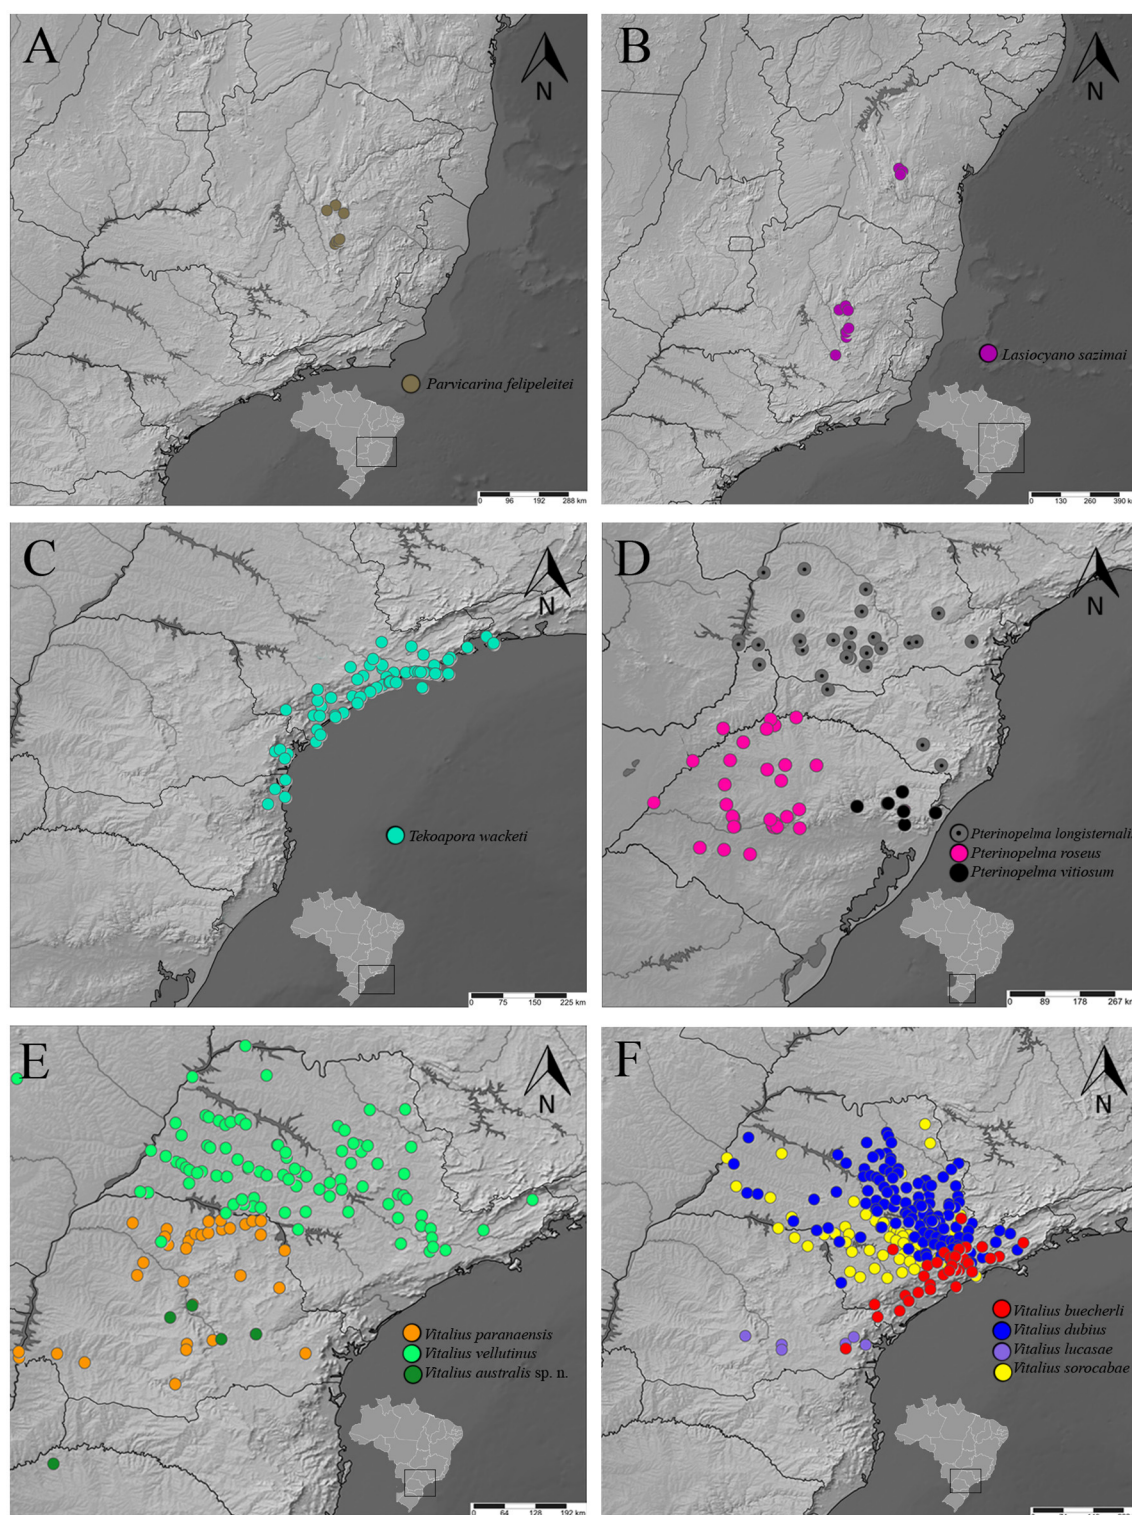 A
N
Parvicarina felipeleitei
0 96 192 288 km
B
N
Lasiocyano sazimai
0 130 260 390 km
C
N
Tekoapora wacketi
0 75 150 225 km
D
N
Pterinopelma longisternalis
Pterinopelma roseus
Pterinopelma vitiosum
0 89 178 267 km
E
N
Vitalius paranaensis
Vitalius vellutinus
Vitalius australis sp. n.
0 64 128 192 km
F
N
Vitalius buecherli
Vitalius dubius
Vitalius lucasae
Vitalius sorocabae